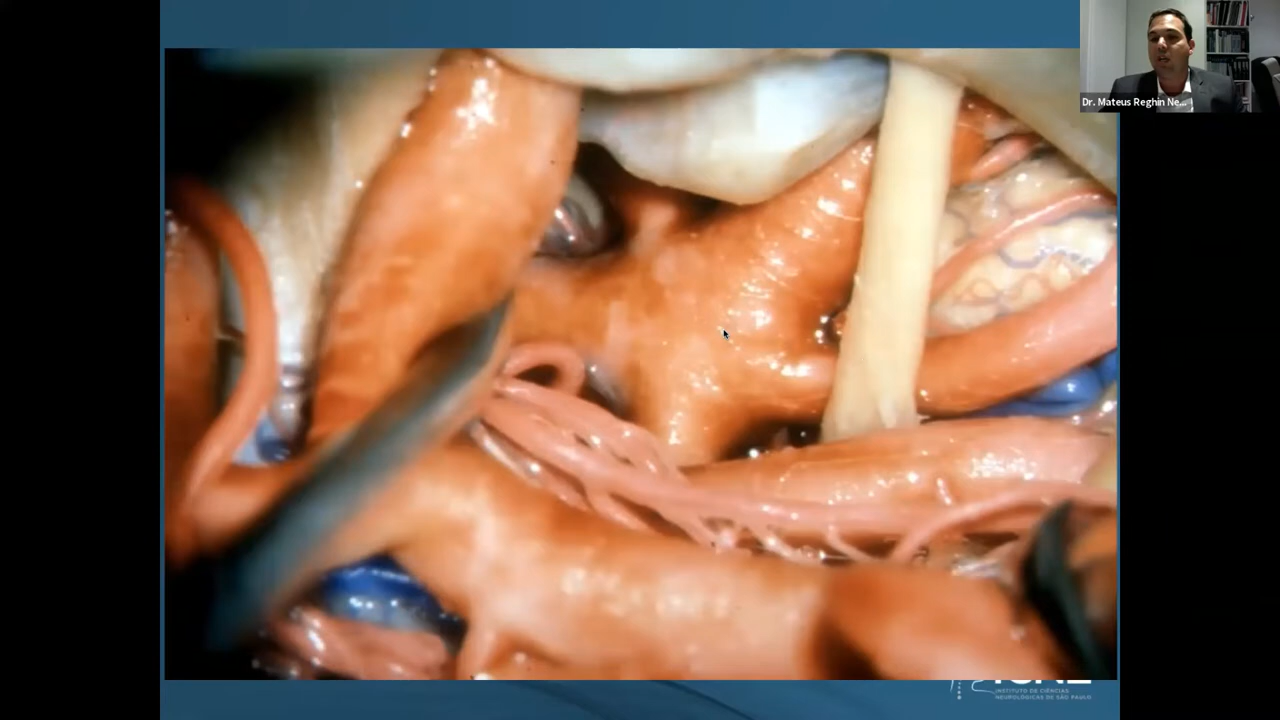 Dr. Mateus Reghin Ne...
INSTITUTO DE CIÊNCIAS
NEUROLÓGICAS DE SÃO PAULO